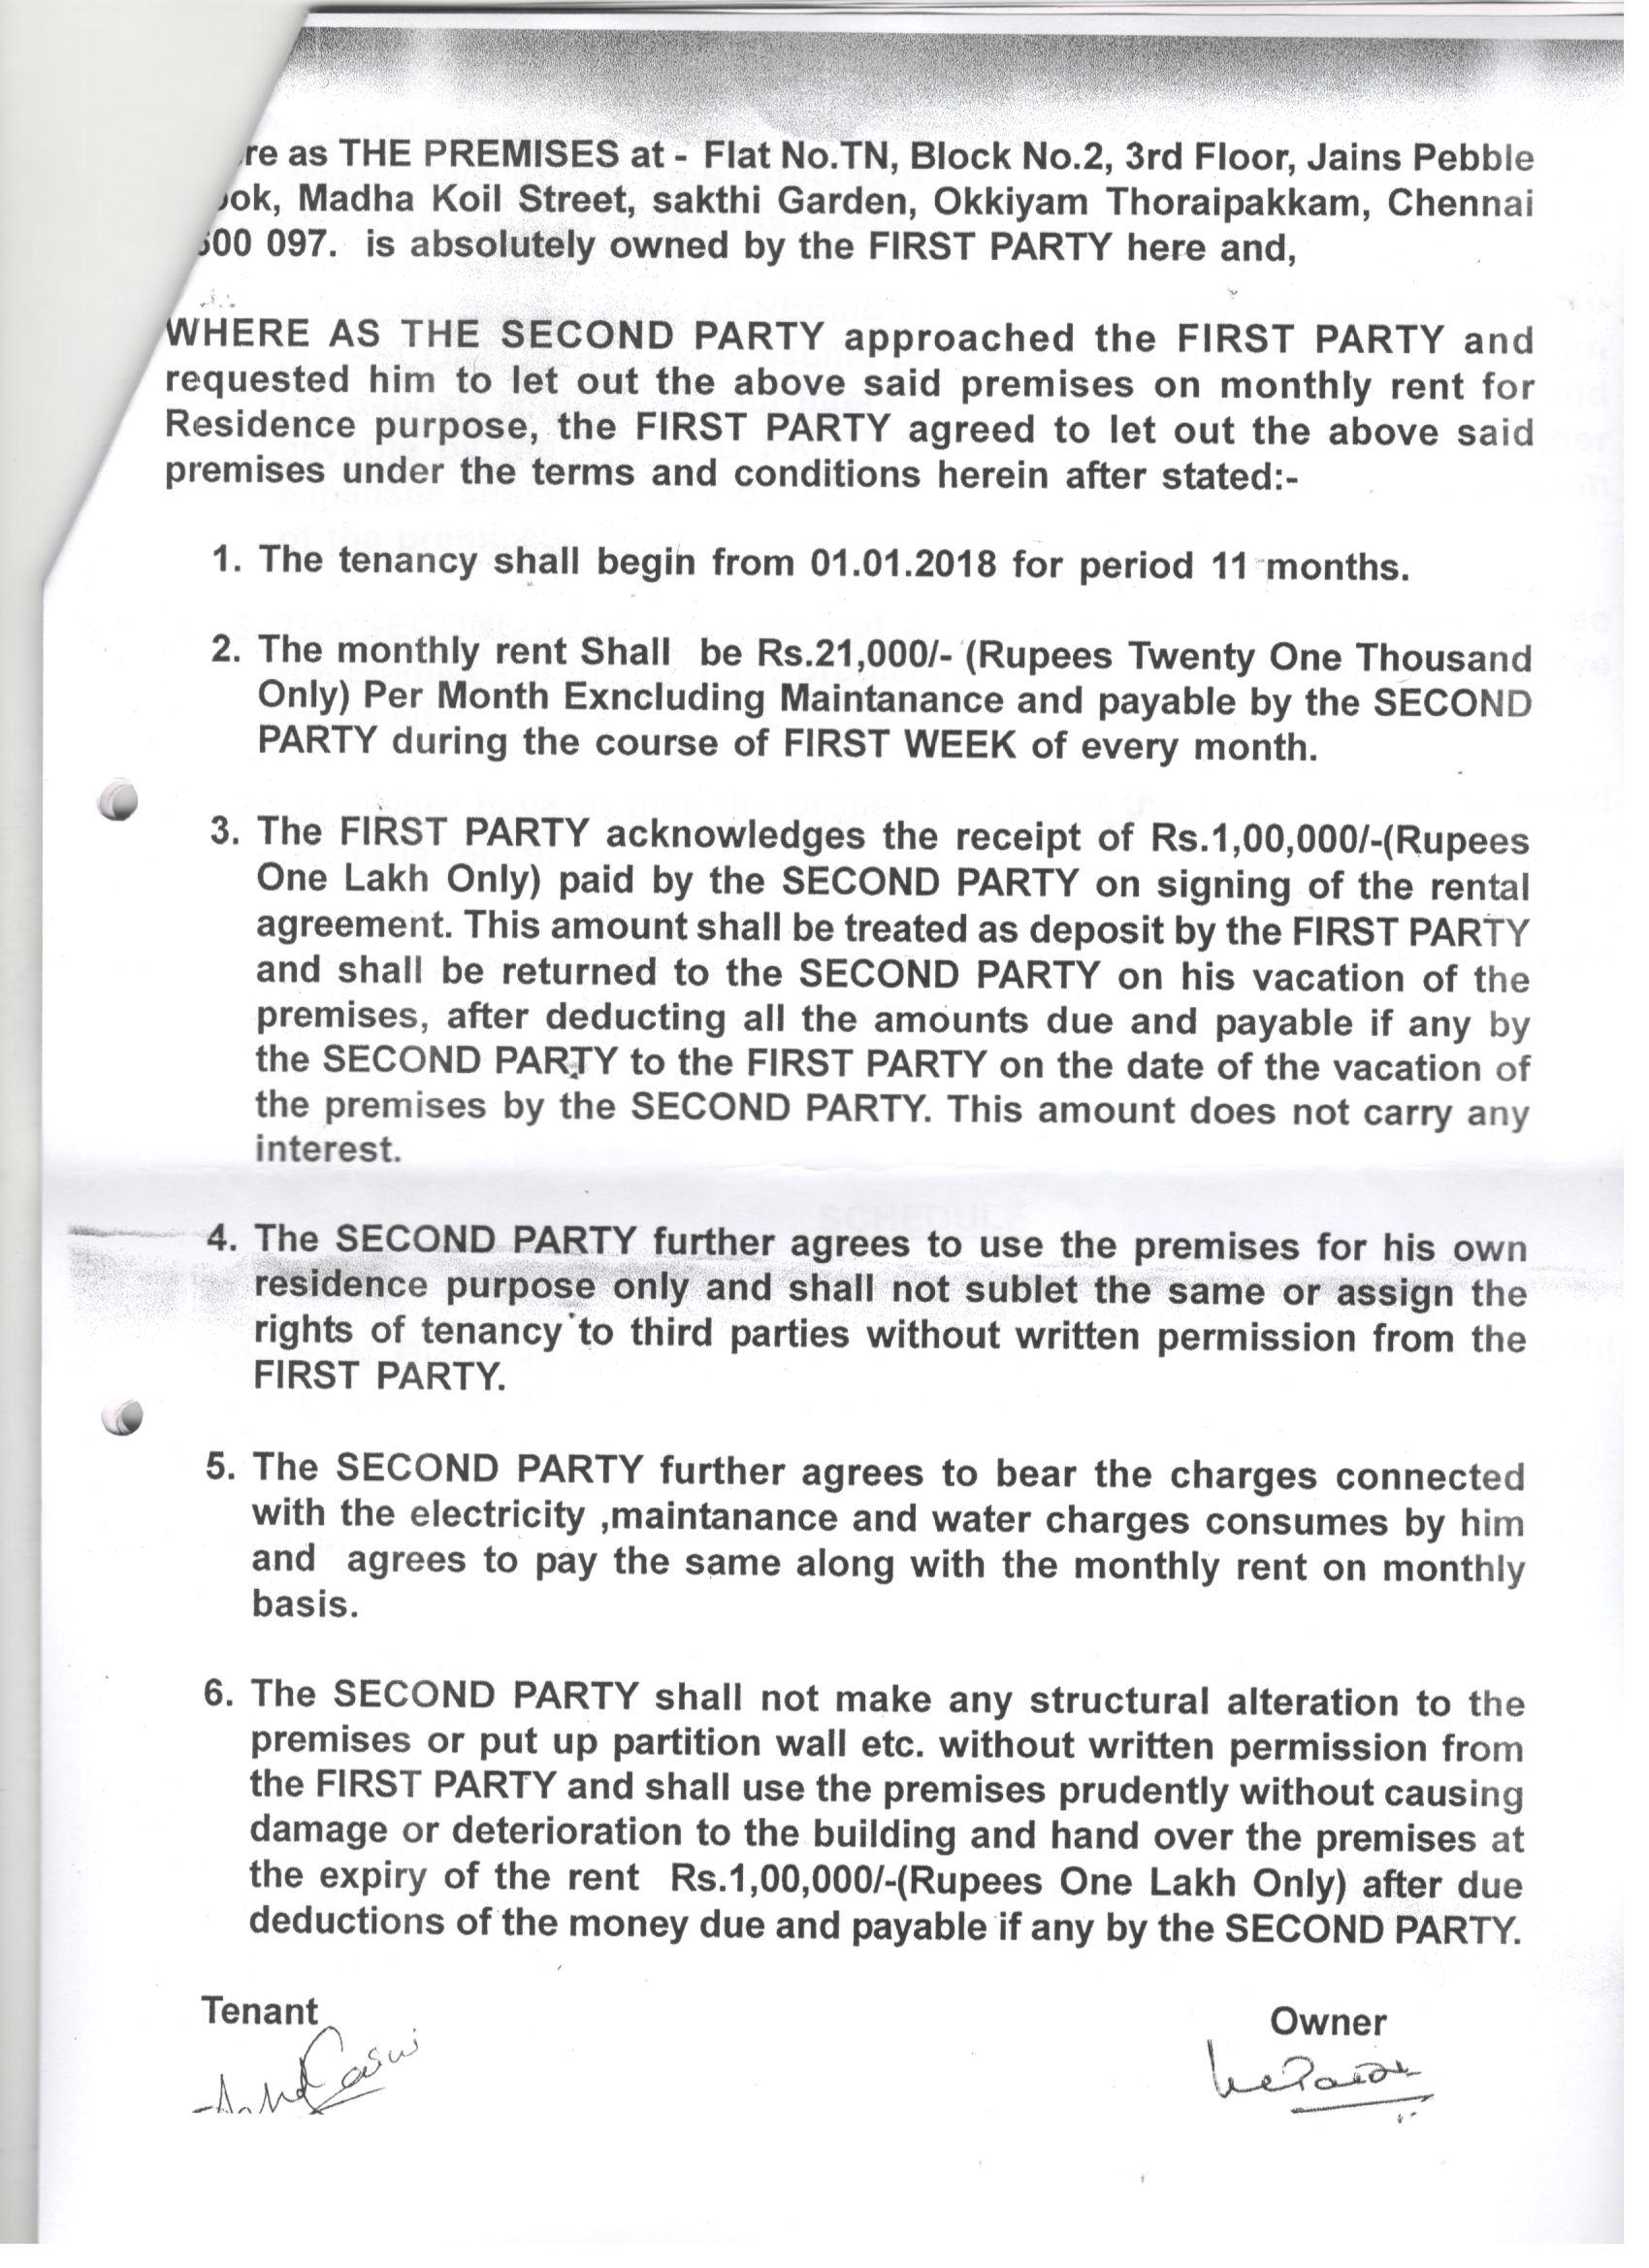 re as THE PREMISES at - Flat No.TN, Block No.2, 3rd Floor, Jains Pebble
ok, Madha Koil Street, sakthi Garden, Okkiyam Thoraipakkam, Chennai
600 097. is absolutely owned by the FIRST PARTY here and,
WHERE AS THE SECOND PARTY approached the FIRST PARTY and
requested him to let out the above said premises on monthly rent for
Residence purpose, the FIRST PARTY agreed to let out the above said
premises under the terms and conditions herein after stated:-
1. The tenancy shall begin from 01.01.2018 for period 11 months.
2. The monthly rent Shall be Rs.21,000/- (Rupees Twenty One Thousand
Only) Per Month Exncluding Maintanance and payable by the SECOND
PARTY during the course of FIRST WEEK of every month.
3. The FIRST PARTY acknowledges the receipt of Rs.1,00,000/-(Rupees
One Lakh Only) paid by the SECOND PARTY on signing of the rental
agreement. This amount shall be treated as deposit by the FIRST PARTY
and shall be returned to the SECOND PARTY on his vacation of the
premises, after deducting all the amounts due and payable if any by
the SECOND PARTY to the FIRST PARTY on the date of the vacation of
the premises by the SECOND PARTY. This amount does not carry any
interest.
SCHEDULE
4. The SECOND PARTY further agrees to use the premises for his own
residence purpose only and shall not sublet the same or assign the
rights of tenancy to third parties without written permission from the
FIRST PARTY.
5. The SECOND PARTY further agrees to bear the charges connected
with the electricity ,maintanance and water charges consumes by him
and agrees to pay the same along with the monthly rent on monthly
basis.
6. The SECOND PARTY shall not make any structural alteration to the
premises or put up partition wall etc. without written permission from
the FIRST PARTY and shall use the premises prudently without causing
damage or deterioration to the building and hand over the premises at
the expiry of the rent Rs.1,00,000/-(Rupees One Lakh Only) after due
deductions of the money due and payable if any by the SECOND PARTY.
Tenant
Owner